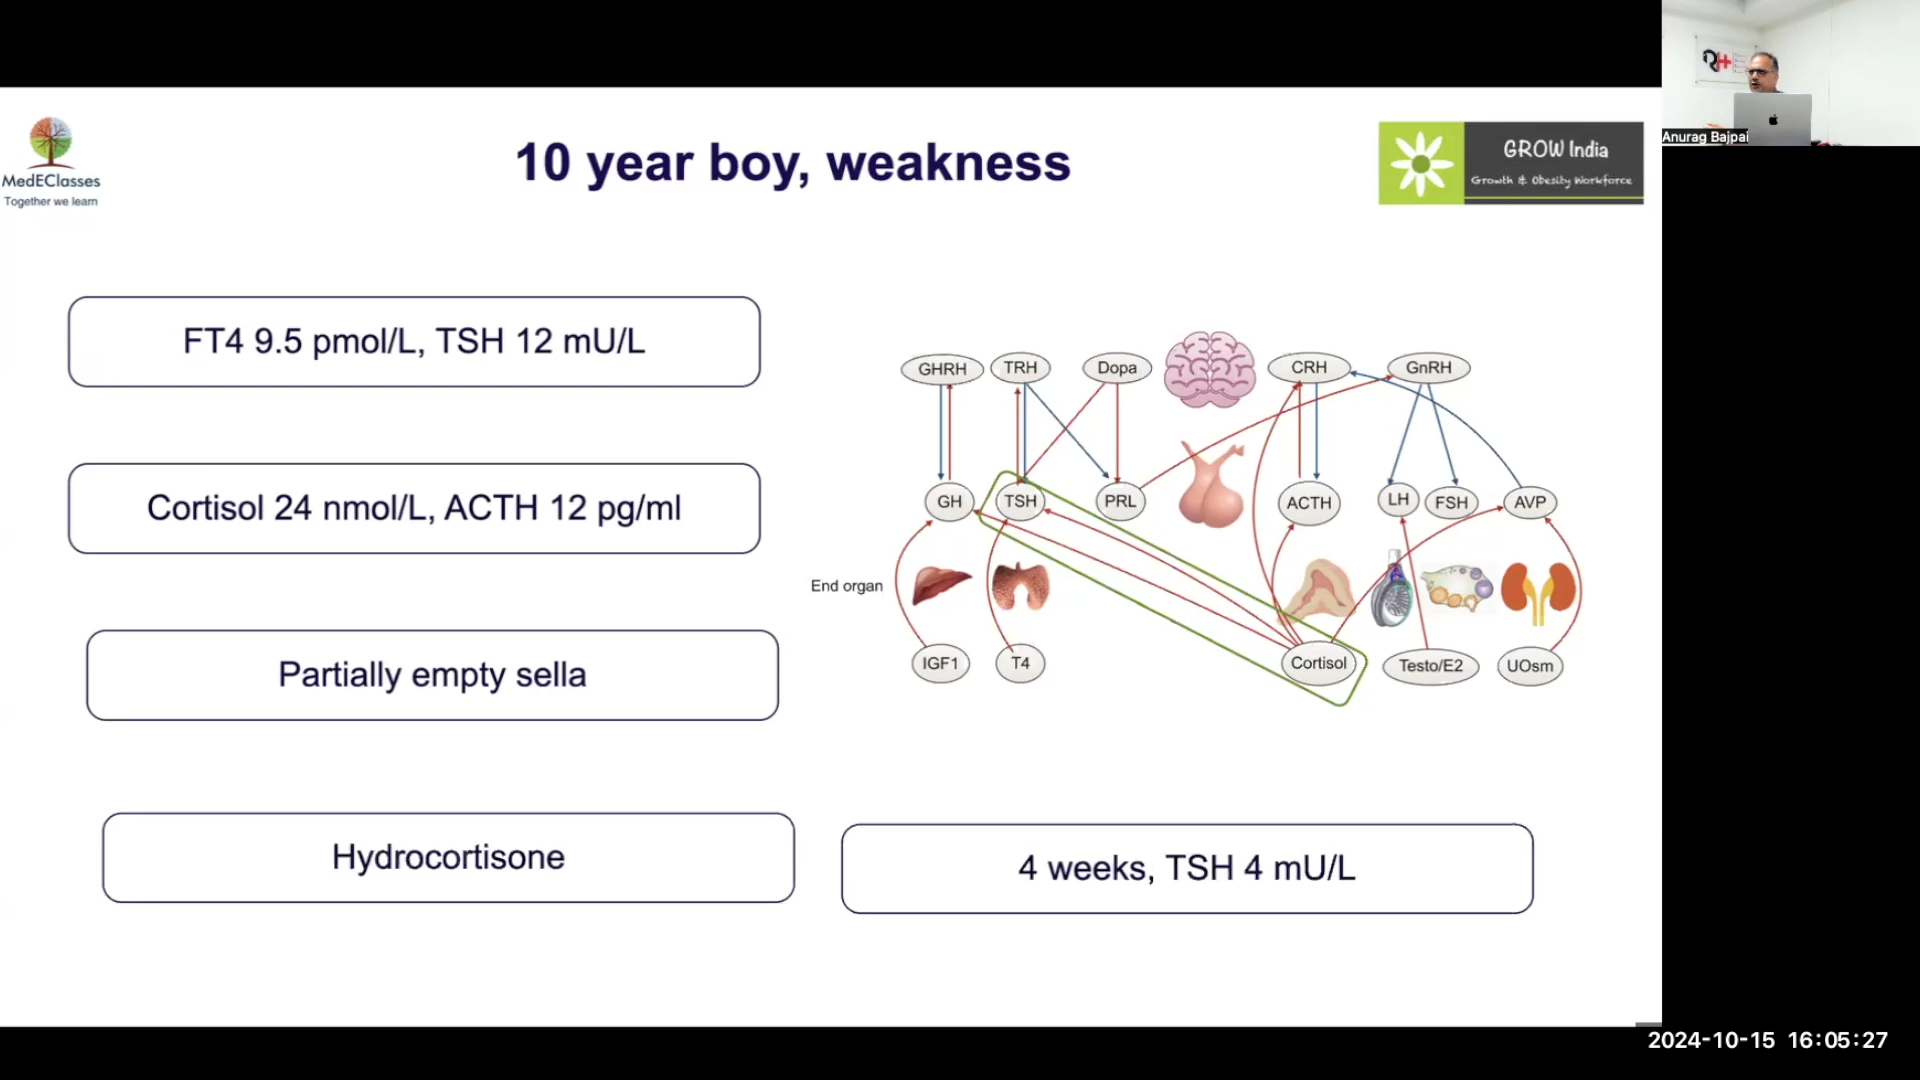 MedEClasses
Together we learn
10 year boy, weakness
GROW India
Growth & Obesity Workforce
Anurag Bajpai
FT4 9.5 pmol/L, TSH 12 mU/L
Cortisol 24 nmol/L, ACTH 12 pg/ml
Partially empty sella
Hydrocortisone
GHRH TRH Dopa CRH GnRH
GH TSH PRL ACTH LH FSH AVP
End organ
IGF1 T4 Cortisol Testo/E2 UOsm
4 weeks, TSH 4 mU/L
2024-10-15 16:05:27